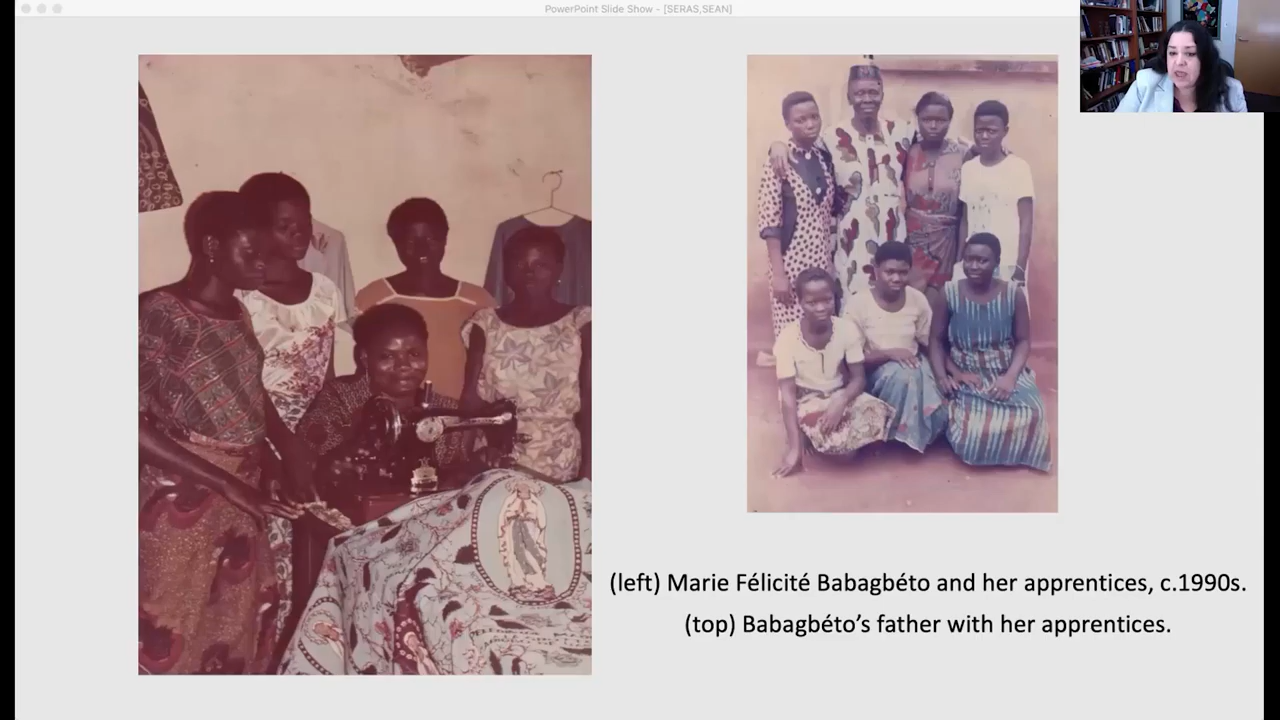 PowerPoint Slide Show - [SERAS,SEAN]
(left) Marie Félicité Babagbéto and her apprentices, c.1990s.
(top) Babagbéto’s father with her apprentices.